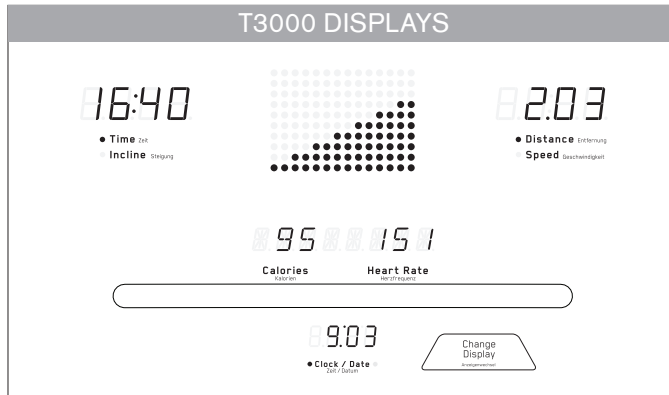 T3000 DISPLAYS
16:40
2.03
● Time Zeit
Incline Steigung
● Distance Entfernung
Speed Geschwindigkeit
95 151
Calories Heart Rate
Kalorien Herzfrequenz
9:03
● Clock / Date
Zeit / Datum
Change
Display
Anzeigenwechsel